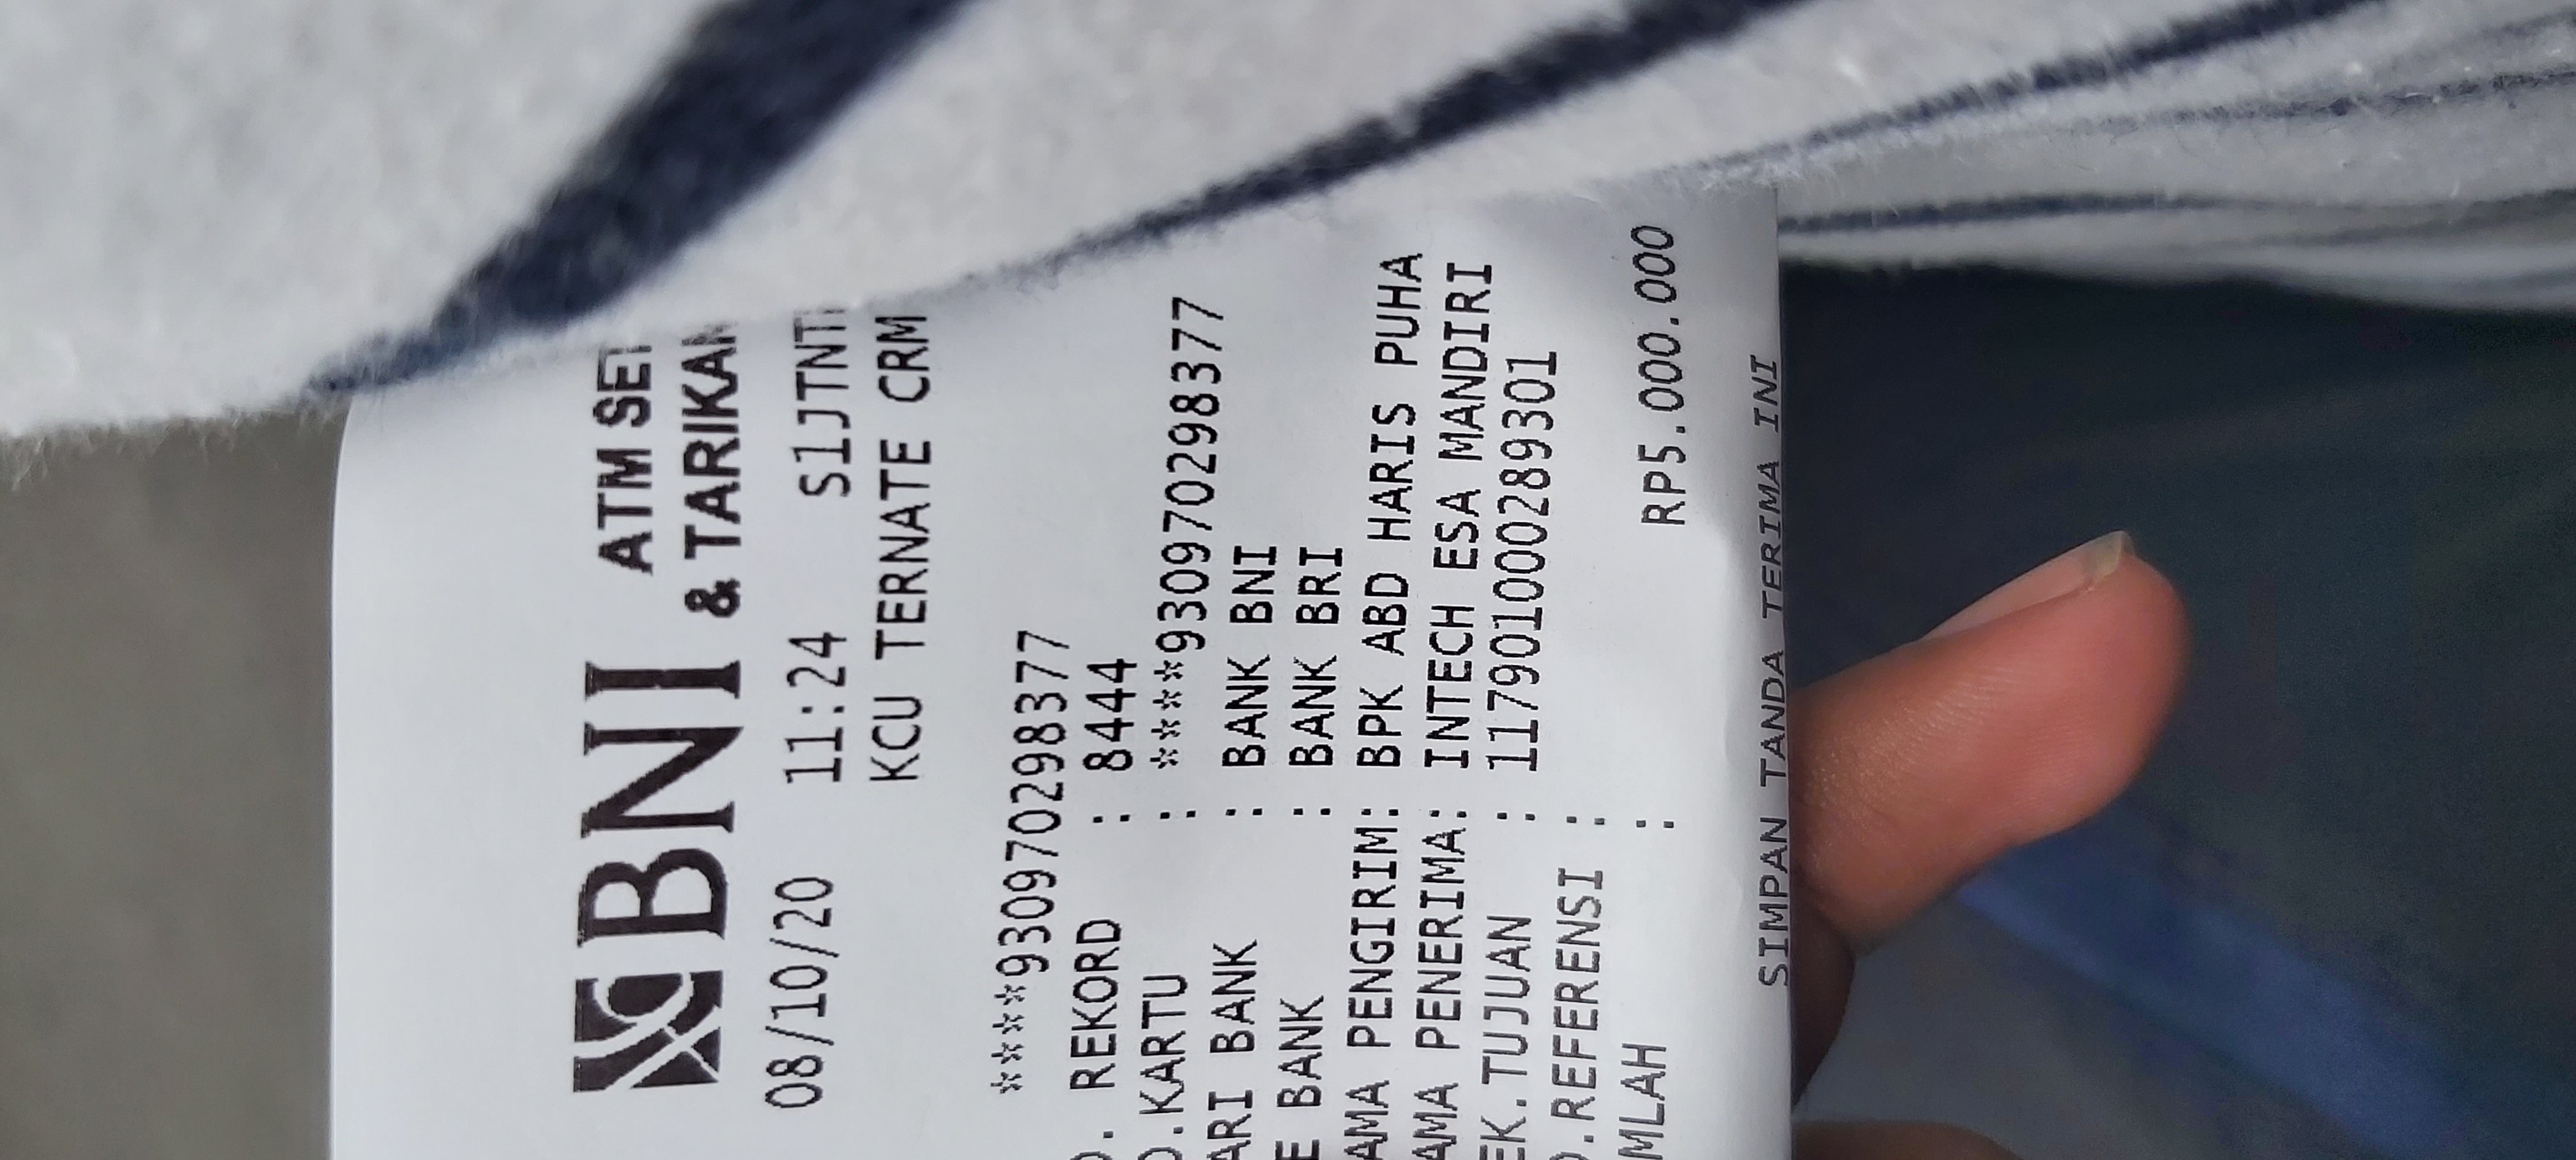 BNI ATM SET
& TARIKAN
08/10/20 11:24 S1JTNT
KCU TERNATE CRM
****930970298377
. REKORD : 8444
.KARTU : ****930970298377
ARI BANK : BANK BNI
E BANK : BANK BRI
AMA PENGIRIM: BPK ABD HARIS PUHA
AMA PENERIMA: INTECH ESA MANDIRI
EK.TUJUAN : 117901000289301
.REFERENSI :
MLAH : RP5.000.000
SIMPAN TANDA TERIMA INI